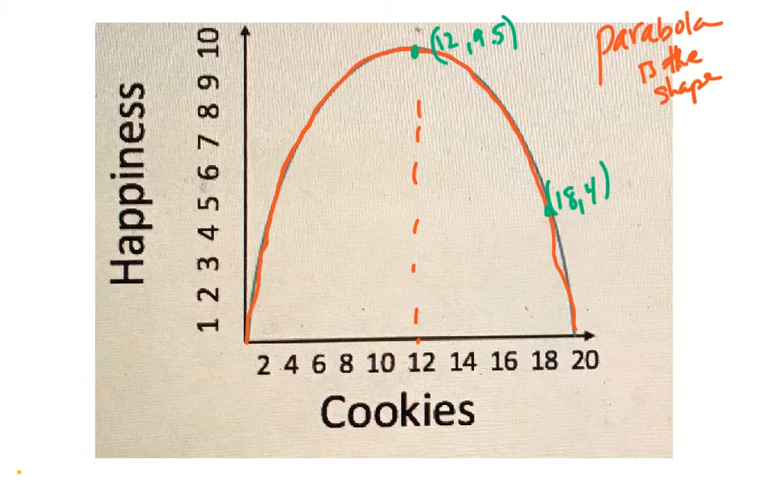 Happiness
1 2 3 4 5 6 7 8 9 10
(12, 9.5)
parabola
is the
shape
(18, 4)
2 4 6 8 10 12 14 16 18 20
Cookies